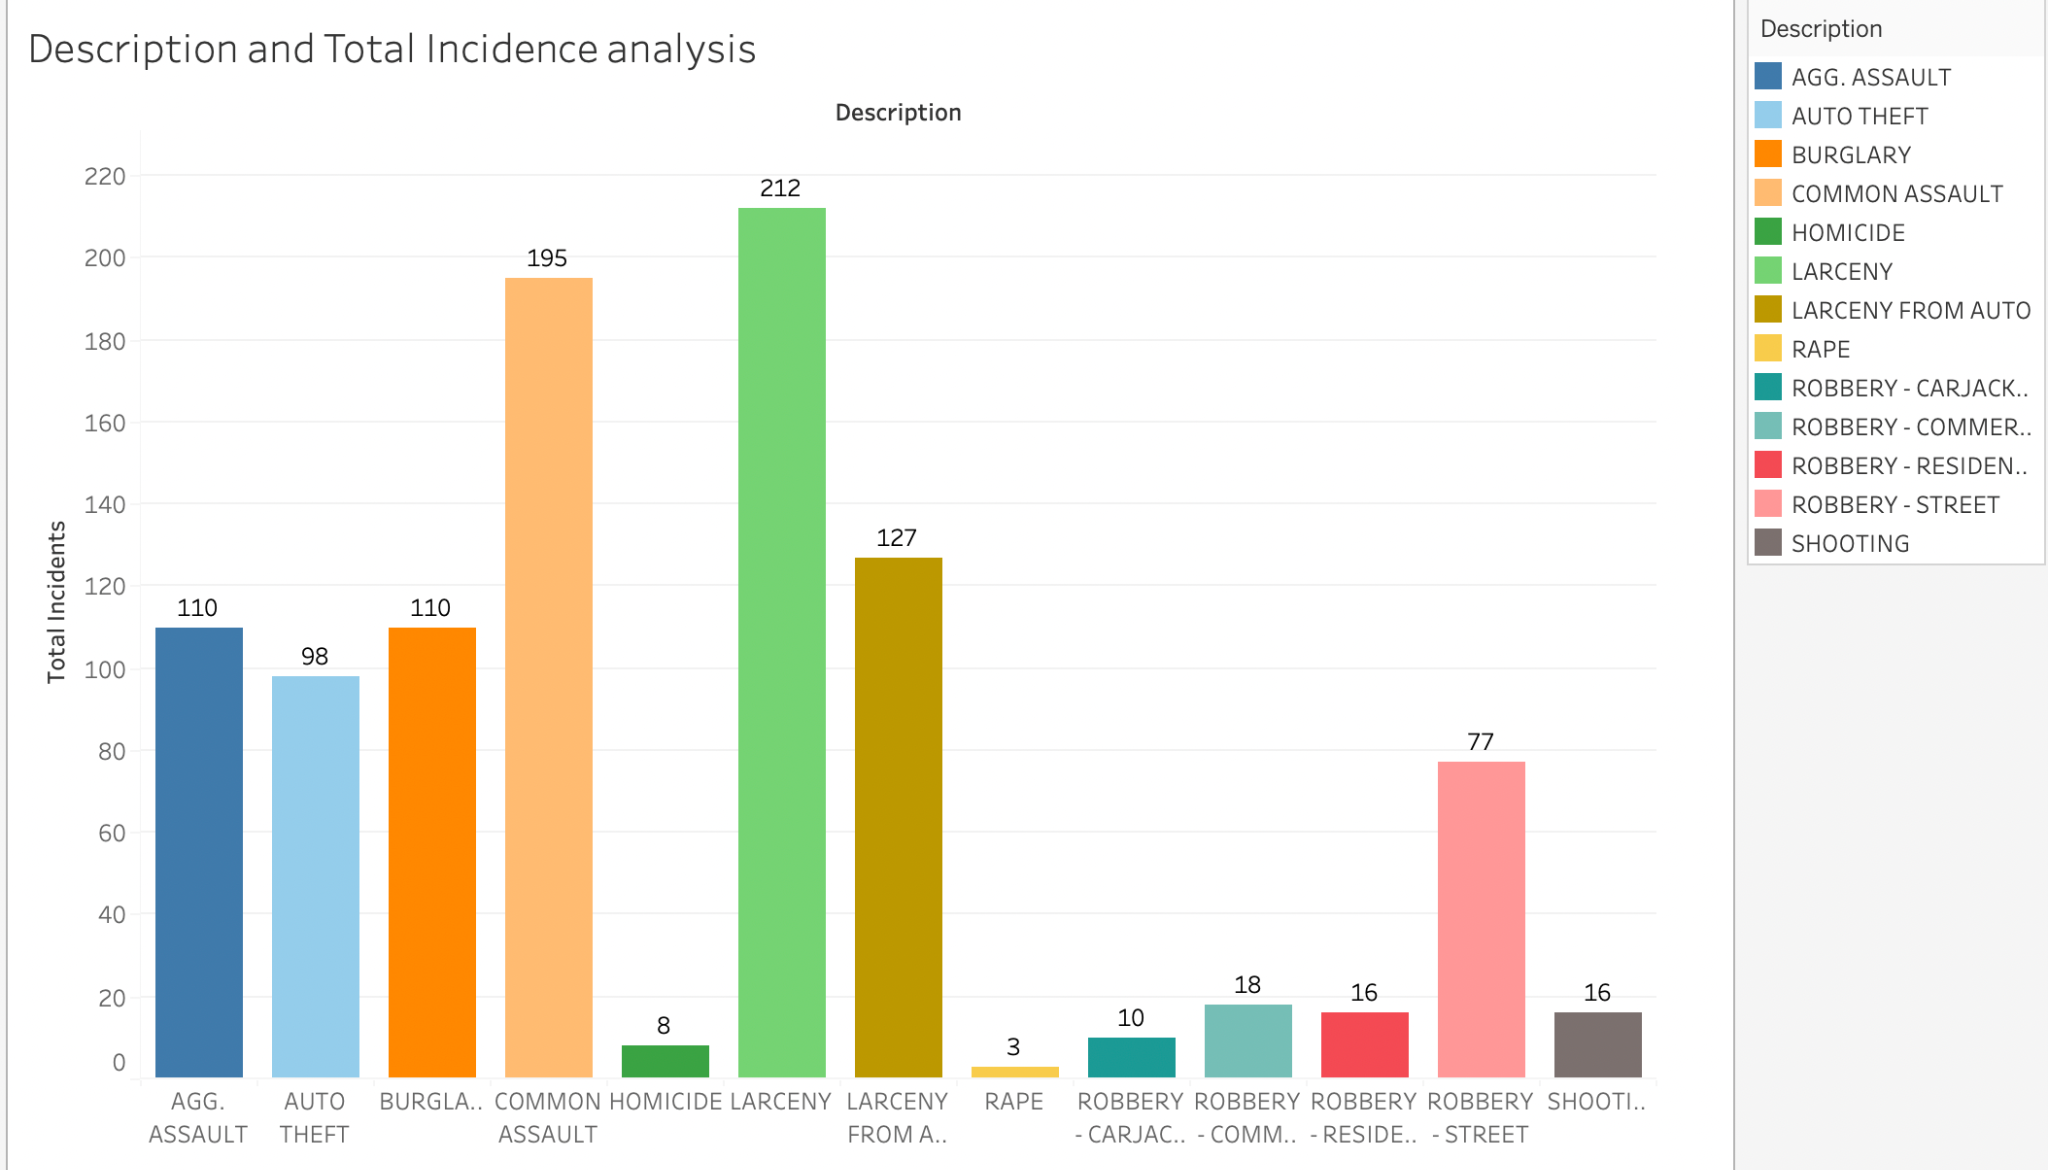 Description and Total Incidence analysis
Description
220
200
180
160
140
120
100
80
60
40
20
0
Total Incidents
110
98
110
195
8
212
127
3
10
18
16
77
16
AGG.
ASSAULT
AUTO
THEFT
BURGLA..
COMMON
ASSAULT
HOMICIDE
LARCENY
LARCENY
FROM A..
RAPE
ROBBERY
- CARJAC..
ROBBERY
- COMM..
ROBBERY
- RESIDE..
ROBBERY
- STREET
SHOOTI..
Description
AGG. ASSAULT
AUTO THEFT
BURGLARY
COMMON ASSAULT
HOMICIDE
LARCENY
LARCENY FROM AUTO
RAPE
ROBBERY - CARJACK..
ROBBERY - COMMER..
ROBBERY - RESIDEN..
ROBBERY - STREET
SHOOTING